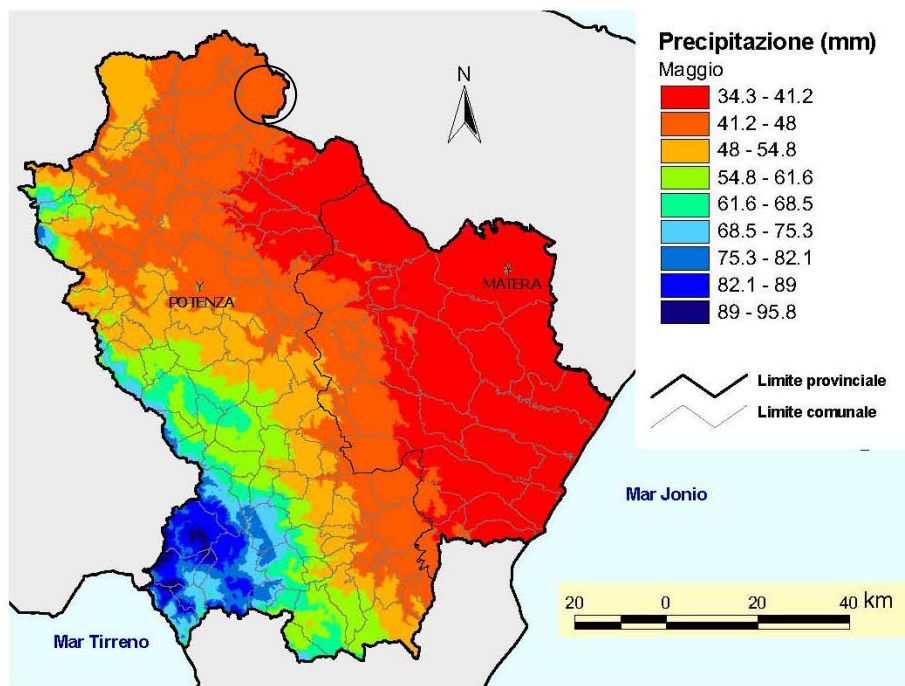 Precipitazione (mm)
Maggio
34.3 - 41.2
41.2 - 48
48 - 54.8
54.8 - 61.6
61.6 - 68.5
68.5 - 75.3
75.3 - 82.1
82.1 - 89
89 - 95.8
Limite provinciale
Limite comunale
N
POTENZA
MATERA
Mar Jonio
Mar Tirreno
20 0 20 40 km